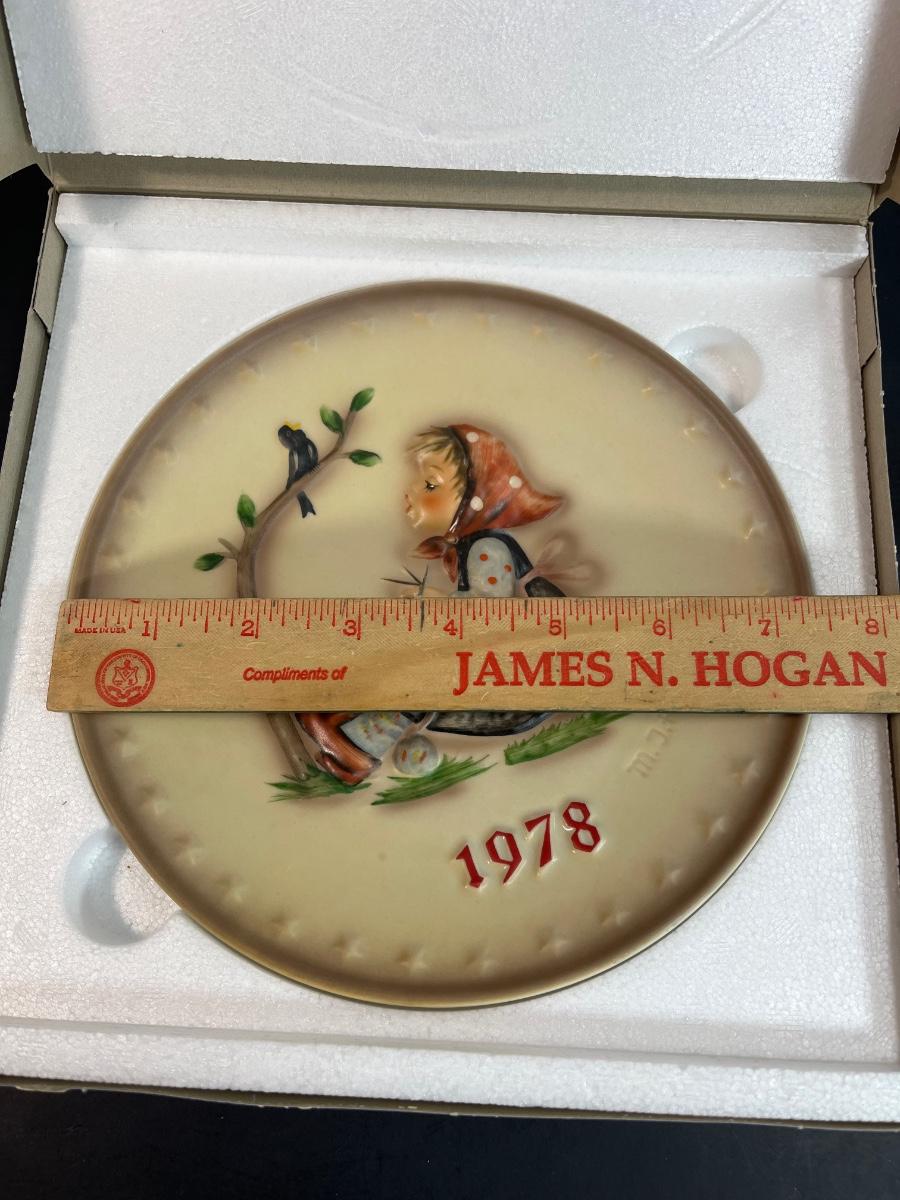 1 2 3 4 5 6 7 8
MADE IN USA
Compliments of JAMES N. HOGAN
M. J.
1978